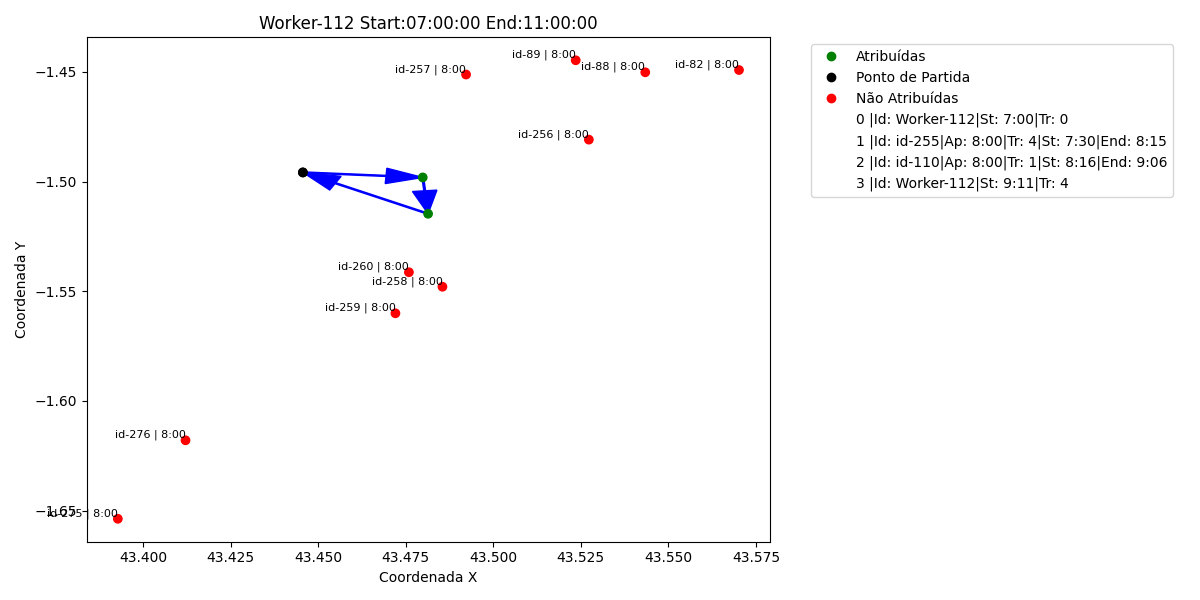 Worker-112 Start:07:00:00 End:11:00:00
Coordenada Y
−1.45
−1.50
−1.55
−1.60
−1.65
id-89 | 8:00
id-257 | 8:00
id-88 | 8:00
id-82 | 8:00
id-256 | 8:00
id-260 | 8:00
id-258 | 8:00
id-259 | 8:00
id-276 | 8:00
id-275 | 8:00
43.400
43.425
43.450
43.475
43.500
43.525
43.550
43.575
Coordenada X
Atribuídas
Ponto de Partida
Não Atribuídas
0 |Id: Worker-112|St: 7:00|Tr: 0
1 |Id: id-255|Ap: 8:00|Tr: 4|St: 7:30|End: 8:15
2 |Id: id-110|Ap: 8:00|Tr: 1|St: 8:16|End: 9:06
3 |Id: Worker-112|St: 9:11|Tr: 4